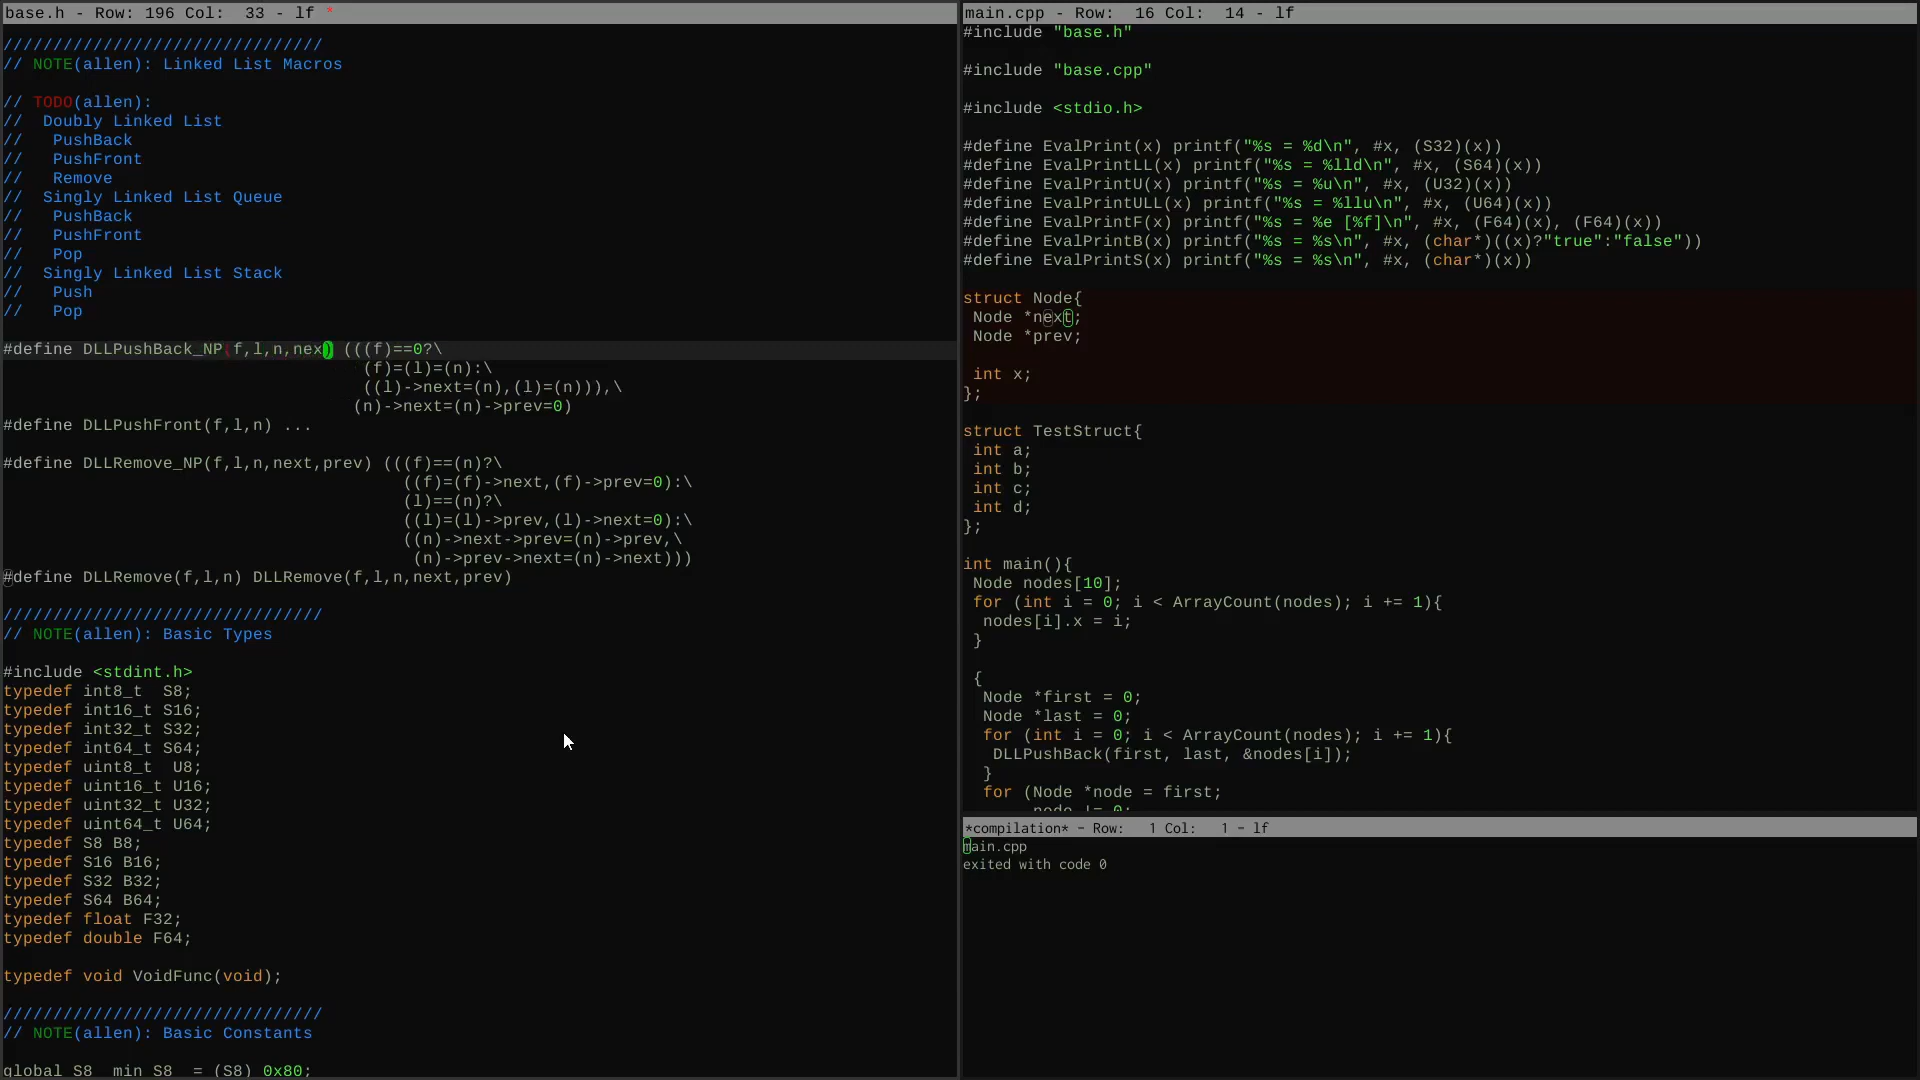 base.h - Row: 196 Col:  33 - lf *
////////////////////////////////
// NOTE(allen): Linked List Macros
// TODO(allen):
//  Doubly Linked List
//   PushBack
//   PushFront
//   Remove
//  Singly Linked List Queue
//   PushBack
//   PushFront
//   Pop
//  Singly Linked List Stack
//   Push
//   Pop
#define DLLPushBack_NP(f,l,n,nex) (((f)==0?\
(f)=(l)=(n):\
((l)->next=(n),(l)=(n))),\
(n)->next=(n)->prev=0)
#define DLLPushFront(f,l,n) ...
#define DLLRemove_NP(f,l,n,next,prev) (((f)==(n)?\
((f)=(f)->next,(f)->prev=0):\
(l)==(n)?\
((l)=(l)->prev,(l)->next=0):\
((n)->next->prev=(n)->prev,\
(n)->prev->next=(n)->next)))
#define DLLRemove(f,l,n) DLLRemove(f,l,n,next,prev)
////////////////////////////////
// NOTE(allen): Basic Types
#include <stdint.h>
typedef int8_t  S8;
typedef int16_t S16;
typedef int32_t S32;
typedef int64_t S64;
typedef uint8_t  U8;
typedef uint16_t U16;
typedef uint32_t U32;
typedef uint64_t U64;
typedef S8 B8;
typedef S16 B16;
typedef S32 B32;
typedef S64 B64;
typedef float F32;
typedef double F64;
typedef void VoidFunc(void);
////////////////////////////////
// NOTE(allen): Basic Constants
global S8  min_S8  = (S8) 0x80;
main.cpp - Row:  16 Col:  14 - lf
#include "base.h"
#include "base.cpp"
#include <stdio.h>
#define EvalPrint(x) printf("%s = %d\n", #x, (S32)(x))
#define EvalPrintLL(x) printf("%s = %lld\n", #x, (S64)(x))
#define EvalPrintU(x) printf("%s = %u\n", #x, (U32)(x))
#define EvalPrintULL(x) printf("%s = %llu\n", #x, (U64)(x))
#define EvalPrintF(x) printf("%s = %e [%f]\n", #x, (F64)(x), (F64)(x))
#define EvalPrintB(x) printf("%s = %s\n", #x, (char*)((x)?"true":"false"))
#define EvalPrintS(x) printf("%s = %s\n", #x, (char*)(x))
struct Node{
Node *next;
Node *prev;
int x;
};
struct TestStruct{
int a;
int b;
int c;
int d;
};
int main(){
Node nodes[10];
for (int i = 0; i < ArrayCount(nodes); i += 1){
nodes[i].x = i;
}
{
Node *first = 0;
Node *last = 0;
for (int i = 0; i < ArrayCount(nodes); i += 1){
DLLPushBack(first, last, &nodes[i]);
}
for (Node *node = first;
node != 0;
*compilation* - Row:   1 Col:   1 - lf
main.cpp
exited with code 0